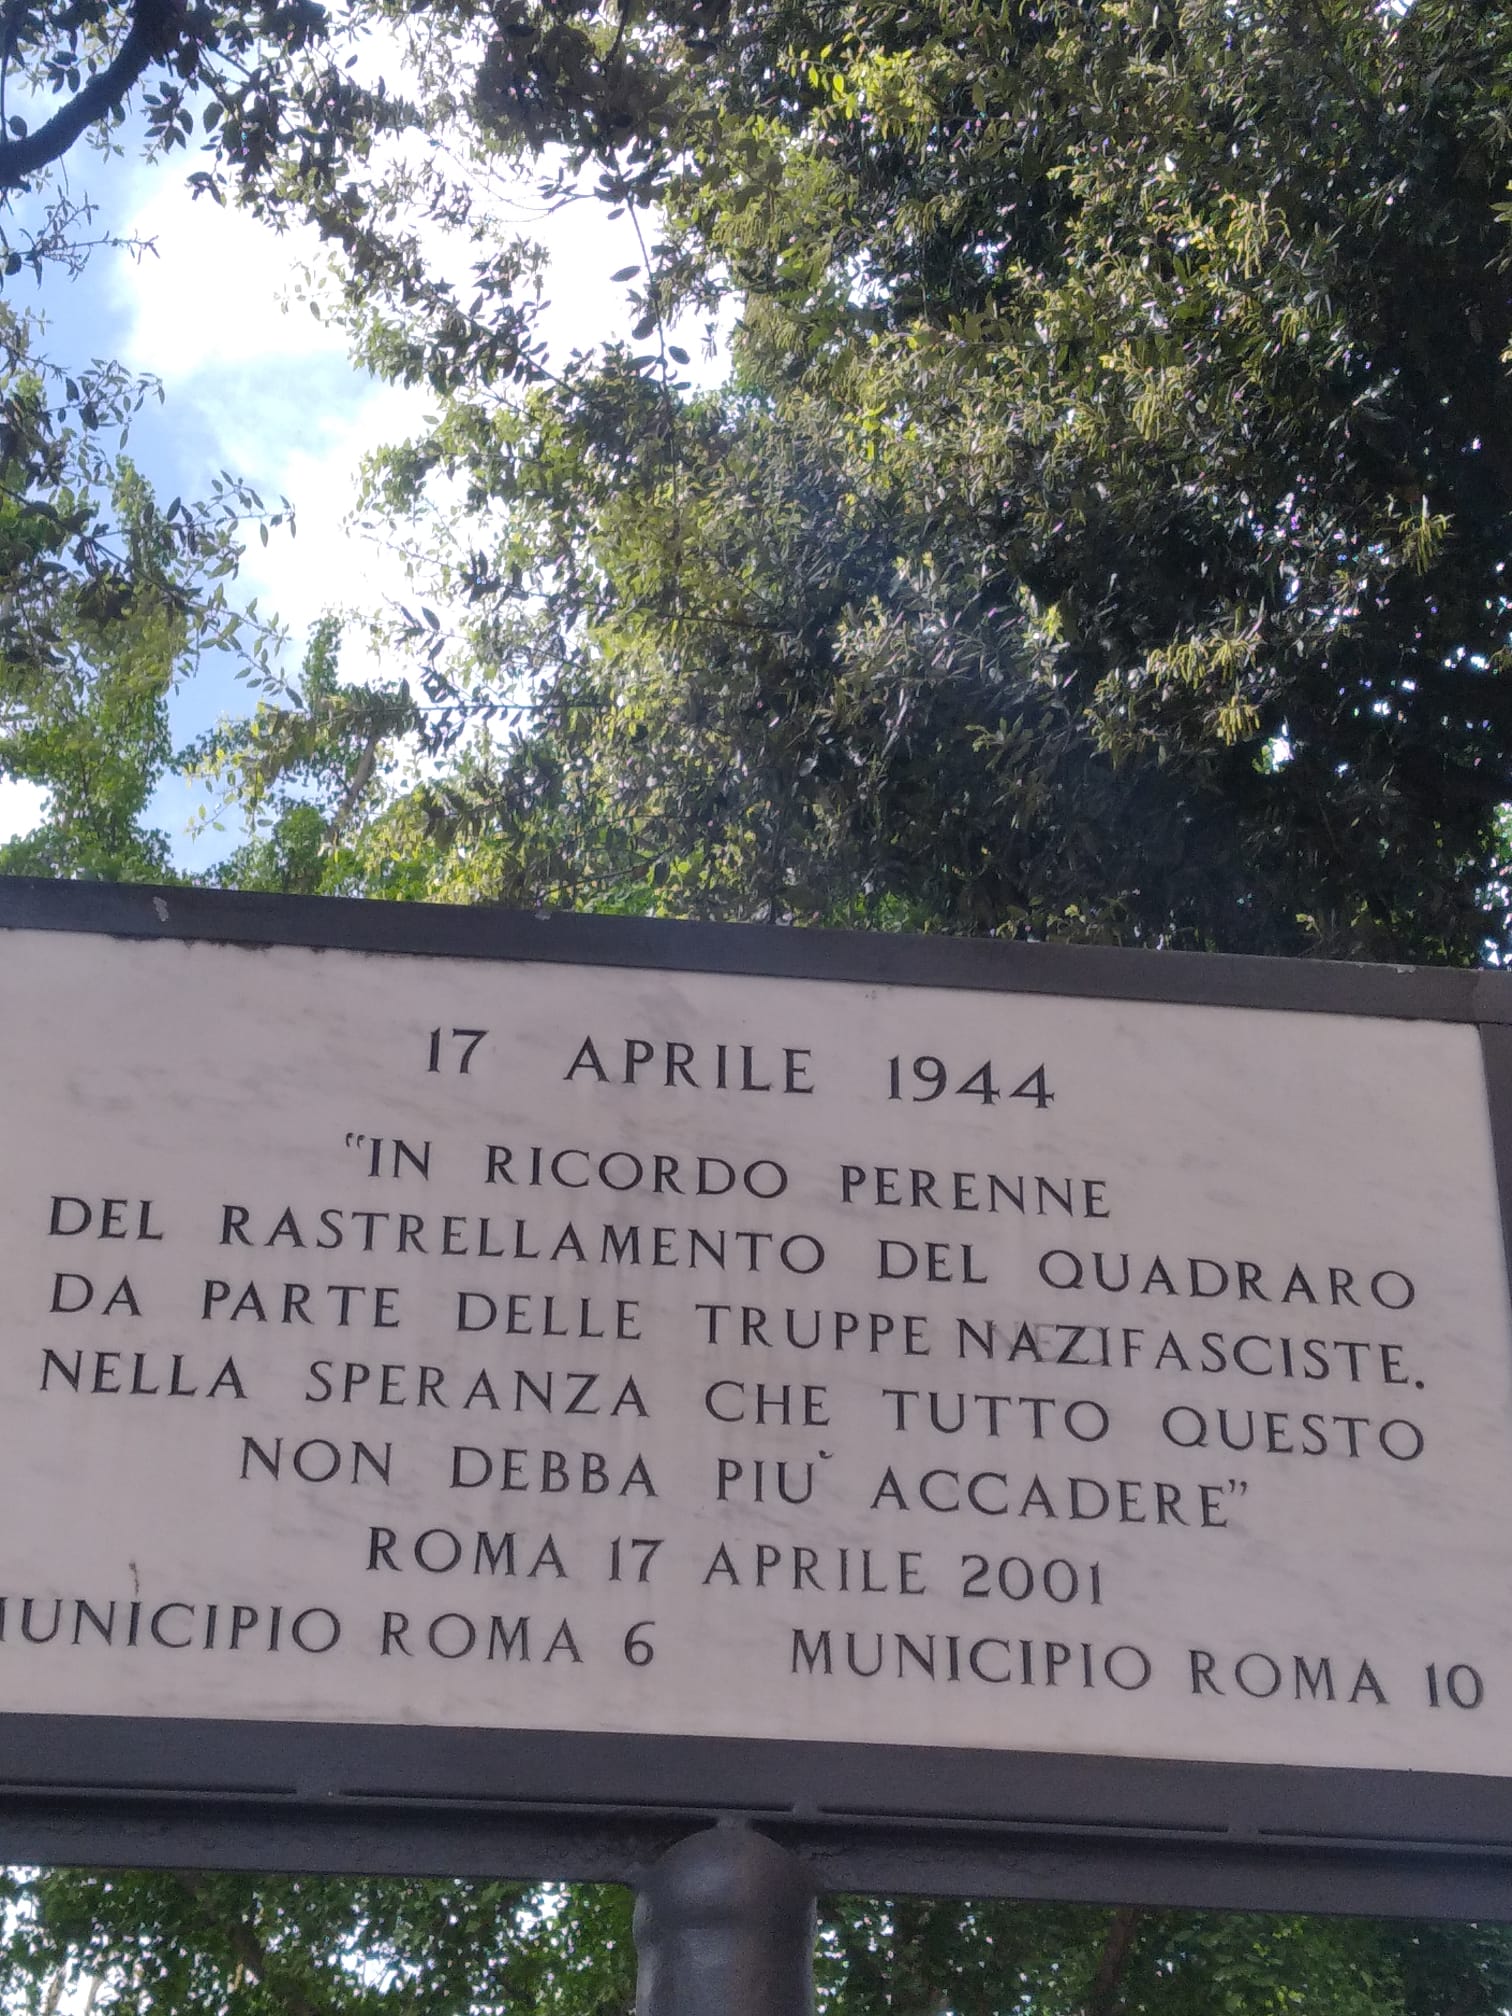 17 APRILE 1944
“IN RICORDO PERENNE
DEL RASTRELLAMENTO DEL QUADRARO
DA PARTE DELLE TRUPPE NAZIFASCISTE.
NELLA SPERANZA CHE TUTTO QUESTO
NON DEBBA PIU̇̀ ACCADERE”
ROMA 17 APRILE 2001
MUNICIPIO ROMA 6 MUNICIPIO ROMA 10